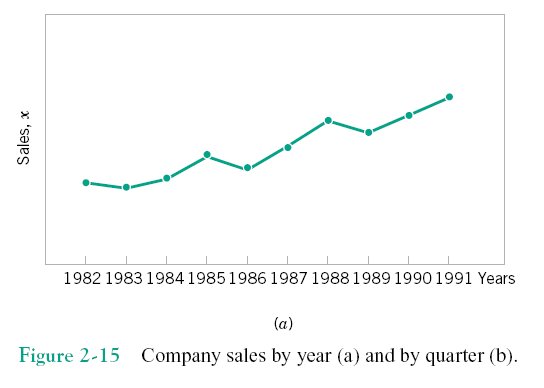 Sales, x
1982 1983 1984 1985 1986 1987 1988 1989 1990 1991 Years
(a)
Figure 2-15 Company sales by year (a) and by quarter (b).